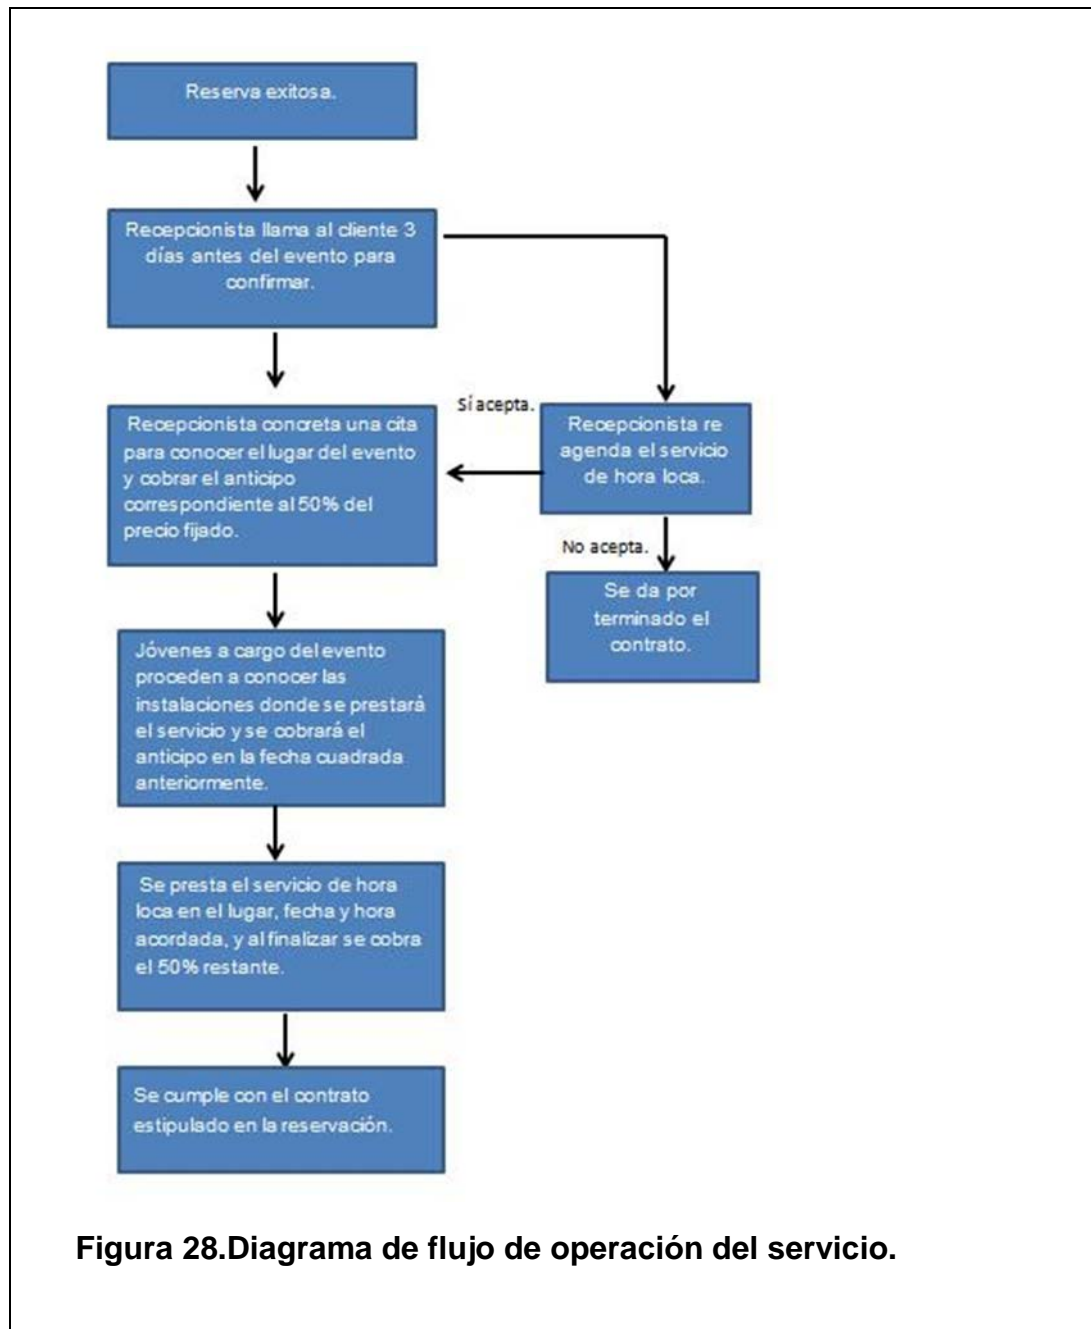 Reserva exitosa.
Recepcionista llama al cliente 3
días antes del evento para
confirmar.
Sí acepta.
Recepcionista concreta una cita
para conocer el lugar del evento
y cobrar el anticipo
correspondiente al 50% del
precio fijado.
Recepcionista re
agenda el servicio
de hora loca.
No acepta.
Se da por
terminado el
contrato.
Jóvenes a cargo del evento
proceden a conocer las
instalaciones donde se prestará
el servicio y se cobrará el
anticipo en la fecha cuadrada
anteriormente.
Se presta el servicio de hora
loca en el lugar, fecha y hora
acordada, y al finalizar se cobra
el 50% restante.
Se cumple con el contrato
estipulado en la reservación.
Figura 28.Diagrama de flujo de operación del servicio.